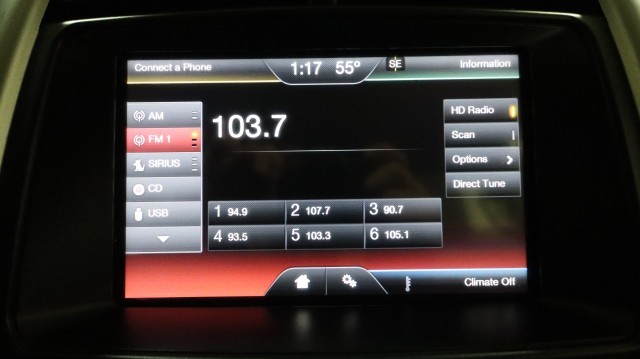 Connect a Phone 1:17 55° SE Information
AM
FM 1
SIRIUS
CD
USB
103.7
HD Radio
Scan
Options
Direct Tune
1 94.9 2 107.7 3 90.7
4 93.5 5 103.3 6 105.1
Climate Off